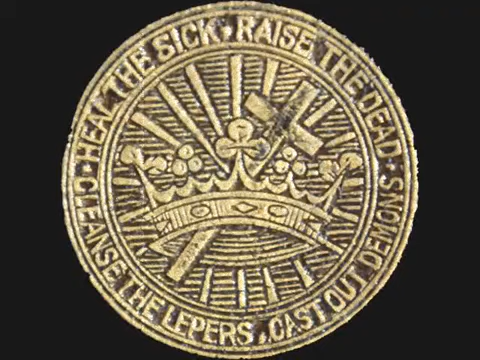 HEAL THE SICK • RAISE THE DEAD • CAST OUT DEMONS • CLEANSE THE LEPERS